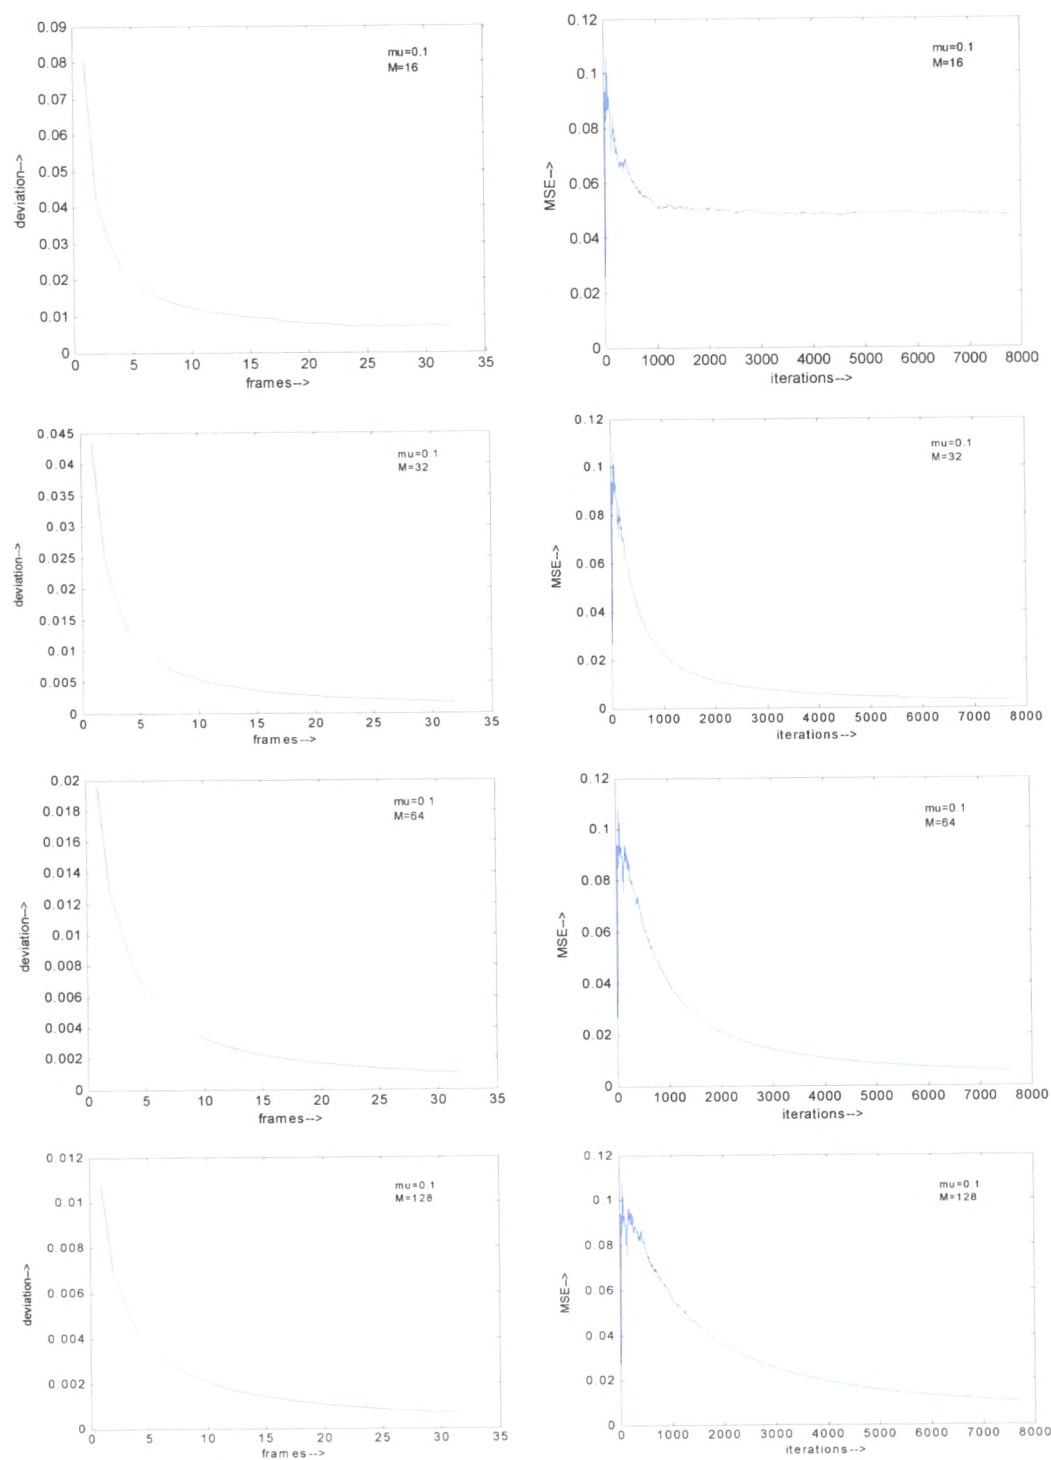 0.09
0.08
0.07
0.06
0.05
0.04
0.03
0.02
0.01
0
deviation-->
mu=0.1
M=16
0 5 10 15 20 25 30 35
frames-->
0.12
0.1
0.08
0.06
0.04
0.02
0
MSE-->
mu=0.1
M=16
0 1000 2000 3000 4000 5000 6000 7000 8000
iterations-->
0.045
0.04
0.035
0.03
0.025
0.02
0.015
0.01
0.005
0
deviation-->
mu=0.1
M=32
0 5 10 15 20 25 30 35
frames-->
0.12
0.1
0.08
0.06
0.04
0.02
0
MSE-->
mu=0.1
M=32
0 1000 2000 3000 4000 5000 6000 7000 8000
iterations-->
0.02
0.018
0.016
0.014
0.012
0.01
0.008
0.006
0.004
0.002
0
deviation-->
mu=0 1
M=64
0 5 10 15 20 25 30 35
frames-->
0.12
0.1
0.08
0.06
0.04
0.02
0
MSE-->
mu=0.1
M=64
0 1000 2000 3000 4000 5000 6000 7000 8000
iterations-->
0.012
0.01
0.008
0.006
0.004
0.002
0
deviation-->
mu=0.1
M=128
0 5 10 15 20 25 30 35
frames-->
0.12
0.1
0.08
0.06
0.04
0.02
0
MSE-->
mu=0.1
M=128
0 1000 2000 3000 4000 5000 6000 7000 8000
iterations-->